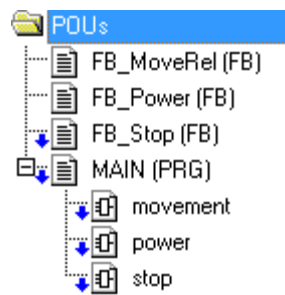 POUs
FB_MoveRel (FB)
FB_Power (FB)
FB_Stop (FB)
MAIN (PRG)
movement
power
stop